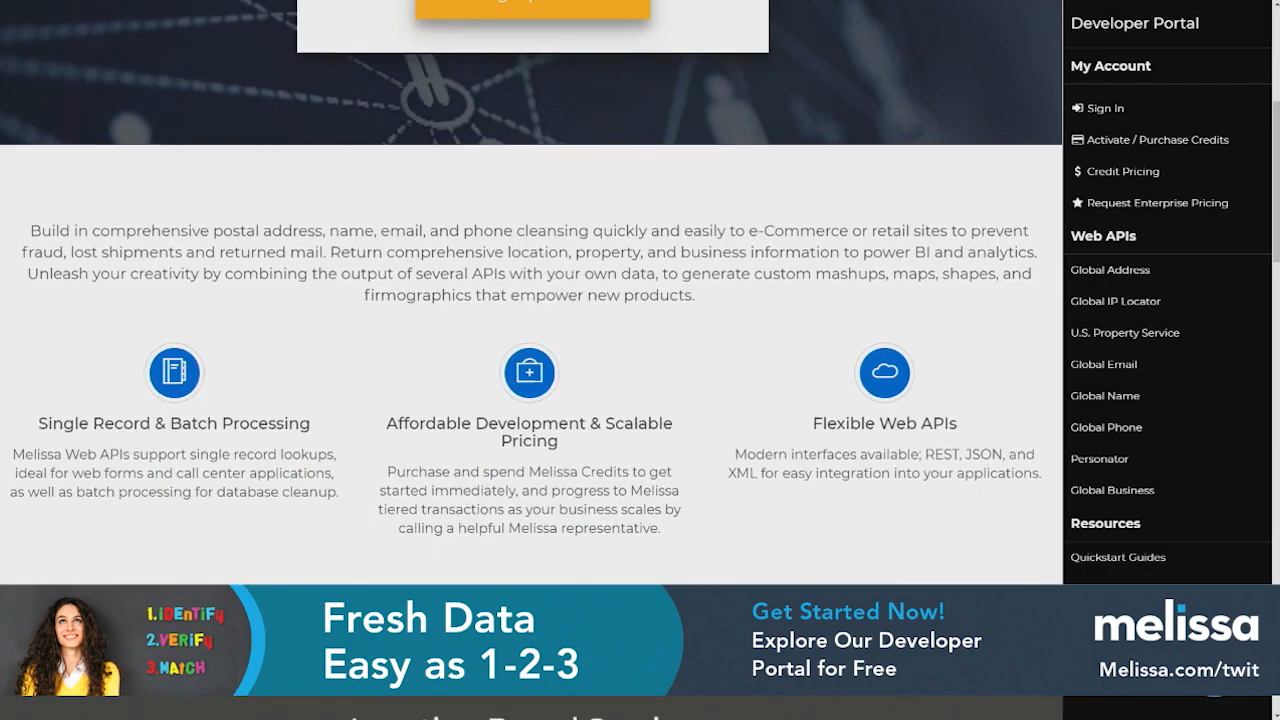 Build in comprehensive postal address, name, email, and phone cleansing quickly and easily to e-Commerce or retail sites to prevent
fraud, lost shipments and returned mail. Return comprehensive location, property, and business information to power BI and analytics.
Unleash your creativity by combining the output of several APIs with your own data, to generate custom mashups, maps, shapes, and
firmographics that empower new products.
Single Record & Batch Processing
Melissa Web APIs support single record lookups,
ideal for web forms and call center applications,
as well as batch processing for database cleanup.
Affordable Development & Scalable
Pricing
Purchase and spend Melissa Credits to get
started immediately, and progress to Melissa
tiered transactions as your business scales by
calling a helpful Melissa representative.
Flexible Web APIs
Modern interfaces available; REST, JSON, and
XML for easy integration into your applications.
Developer Portal
My Account
Sign In
Activate / Purchase Credits
Credit Pricing
Request Enterprise Pricing
Web APIs
Global Address
Global IP Locator
U.S. Property Service
Global Email
Global Name
Global Phone
Personator
Global Business
Resources
Quickstart Guides
1.iDEnTiFy
2.VERiFy
3.MAtCH
Fresh Data
Easy as 1-2-3
Get Started Now!
Explore Our Developer
Portal for Free
melissa
Melissa.com/twit